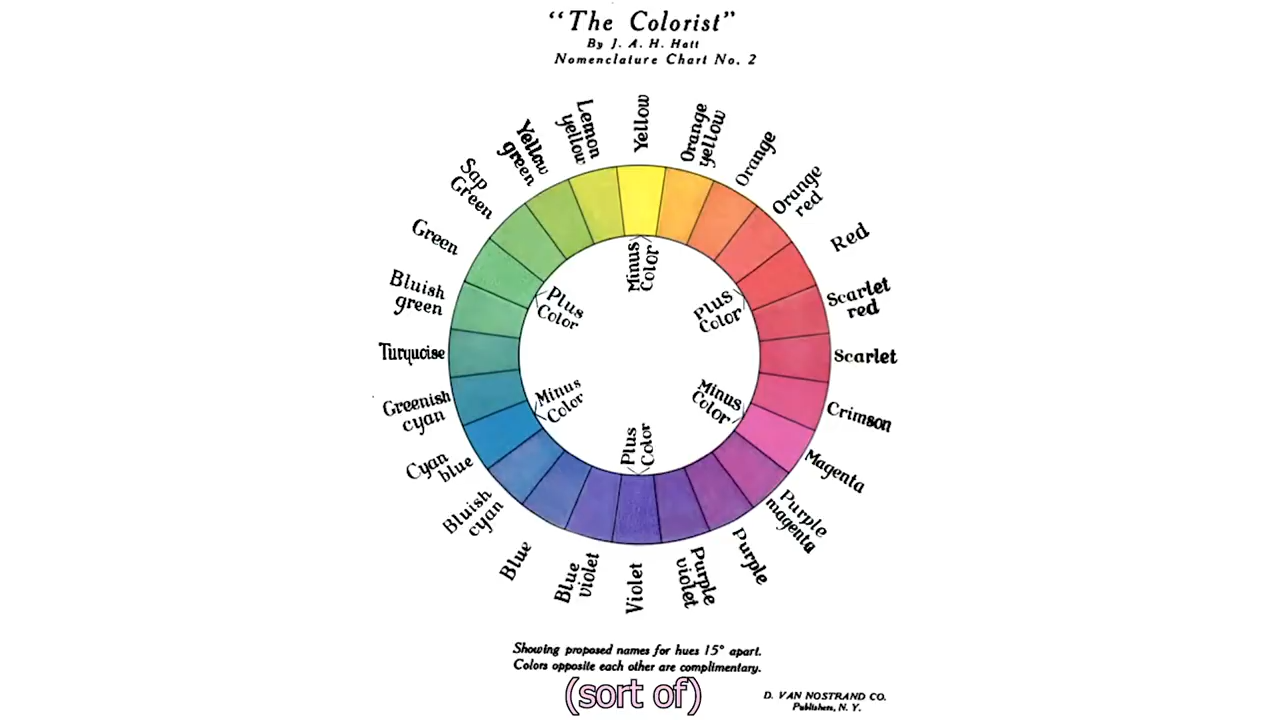 “The Colorist”
By J. A. H. Hatt
Nomenclature Chart No. 2
Yellow
Orange
yellow
Orange
Orange
red
Red
Scarlet
red
Scarlet
Crimson
Magenta
Purple
magenta
Purple
Purple
violet
Violet
Blue
violet
Blue
Bluish
cyan
Cyan
blue
Greenish
cyan
Turquoise
Bluish
green
Green
Sap
Green
Yellow
green
Lemon
yellow
Minus
Color
Plus
Color
Minus
Color
Plus
Color
Minus
Color
Plus
Color
Showing proposed names for hues 15° apart.
Colors opposite each other are complimentary.
(sort of)
D. VAN NOSTRAND CO.
Publishers, N. Y.